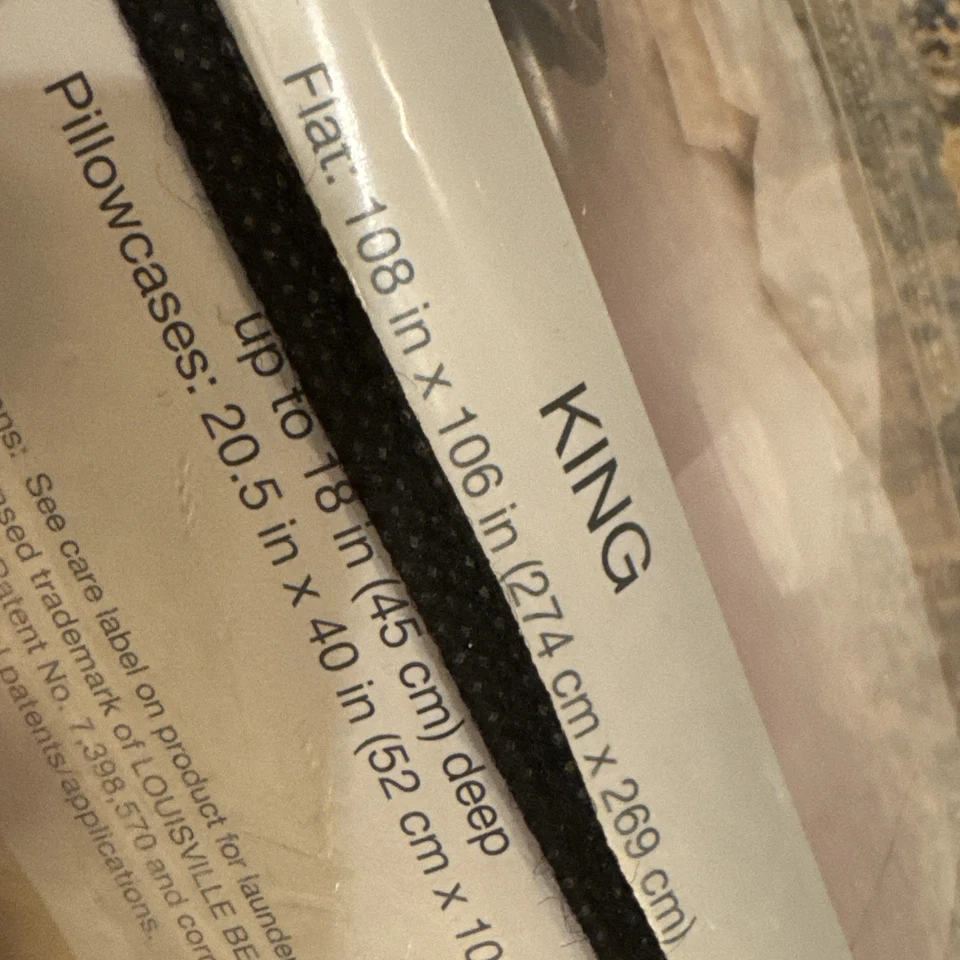 KING
Flat: 108 in x 106 in (274 cm x 269 cm)
up to 18 in (45 cm) deep
Pillowcases: 20.5 in x 40 in (52 cm x 10
See care label on product for
trademark of LOUISVILLE
Patent No. 7,398,570 and
patents/applications.